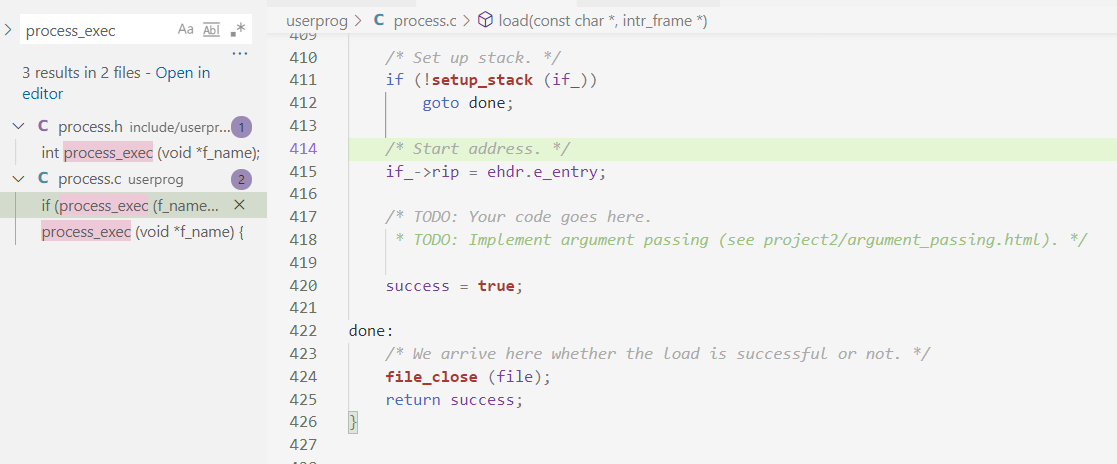 process_exec
Aa
Abl
.*
...
3 results in 2 files - Open in
editor
C process.h include/userpr... 1
int process_exec (void *f_name);
C process.c userprog 2
if (process_exec (f_name... ×
process_exec (void *f_name) {
userprog > C process.c > load(const char *, intr_frame *)
409
410 /* Set up stack. */
411 if (!setup_stack (if_))
412 goto done;
413
414 /* Start address. */
415 if_->rip = ehdr.e_entry;
416
417 /* TODO: Your code goes here.
418 * TODO: Implement argument passing (see project2/argument_passing.html). */
419
420 success = true;
421
422 done:
423 /* We arrive here whether the load is successful or not. */
424 file_close (file);
425 return success;
426 }
427